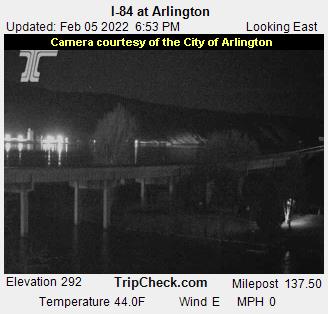 I-84 at Arlington
Updated: Feb 05 2022 6:53 PM Looking East
Camera courtesy of the City of Arlington
Elevation 292 TripCheck.com Milepost 137.50
Temperature 44.0F Wind E MPH 0